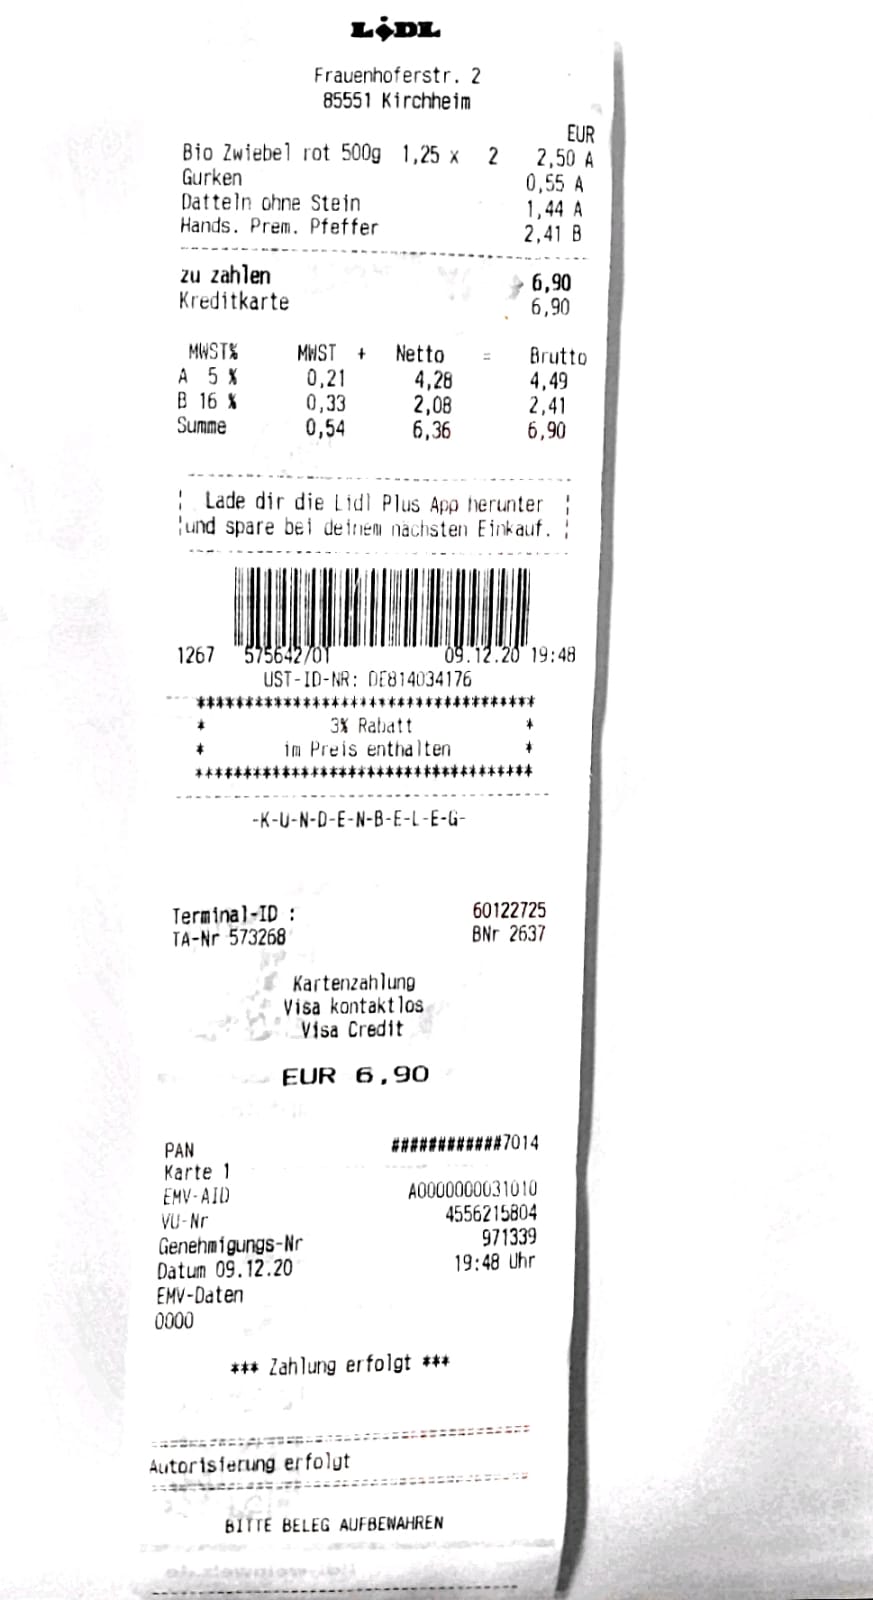 LIDL
Frauenhoferstr. 2
85551 Kirchheim
EUR
Bio Zwiebel rot 500g 1,25 x 2 2,50 A
Gurken 0,55 A
Datteln ohne Stein 1,44 A
Hands. Prem. Pfeffer 2,41 B
zu zahlen 6,90
Kreditkarte 6,90
MWST% MWST + Netto = Brutto
A 5 % 0,21 4,28 4,49
B 16 % 0,33 2,08 2,41
Summe 0,54 6,36 6,90
Lade dir die Lidl Plus App herunter
und spare bei deinem nächsten Einkauf.
1267 575642/01 09.12.20 19:48
UST-ID-NR: DE814034176
***********************************
* 3% Rabatt *
* im Preis enthalten *
***********************************
-K-U-N-D-E-N-B-E-L-E-G-
Terminal-ID : 60122725
TA-Nr 573268 BNr 2637
Kartenzahlung
Visa kontaktlos
Visa Credit
EUR 6,90
PAN ############7014
Karte 1
EMV-AID A0000000031010
VU-Nr 4556215804
Genehmigungs-Nr 971339
Datum 09.12.20 19:48 Uhr
EMV-Daten
0000
*** Zahlung erfolgt ***
Autorisierung erfolgt
BITTE BELEG AUFBEWAHREN